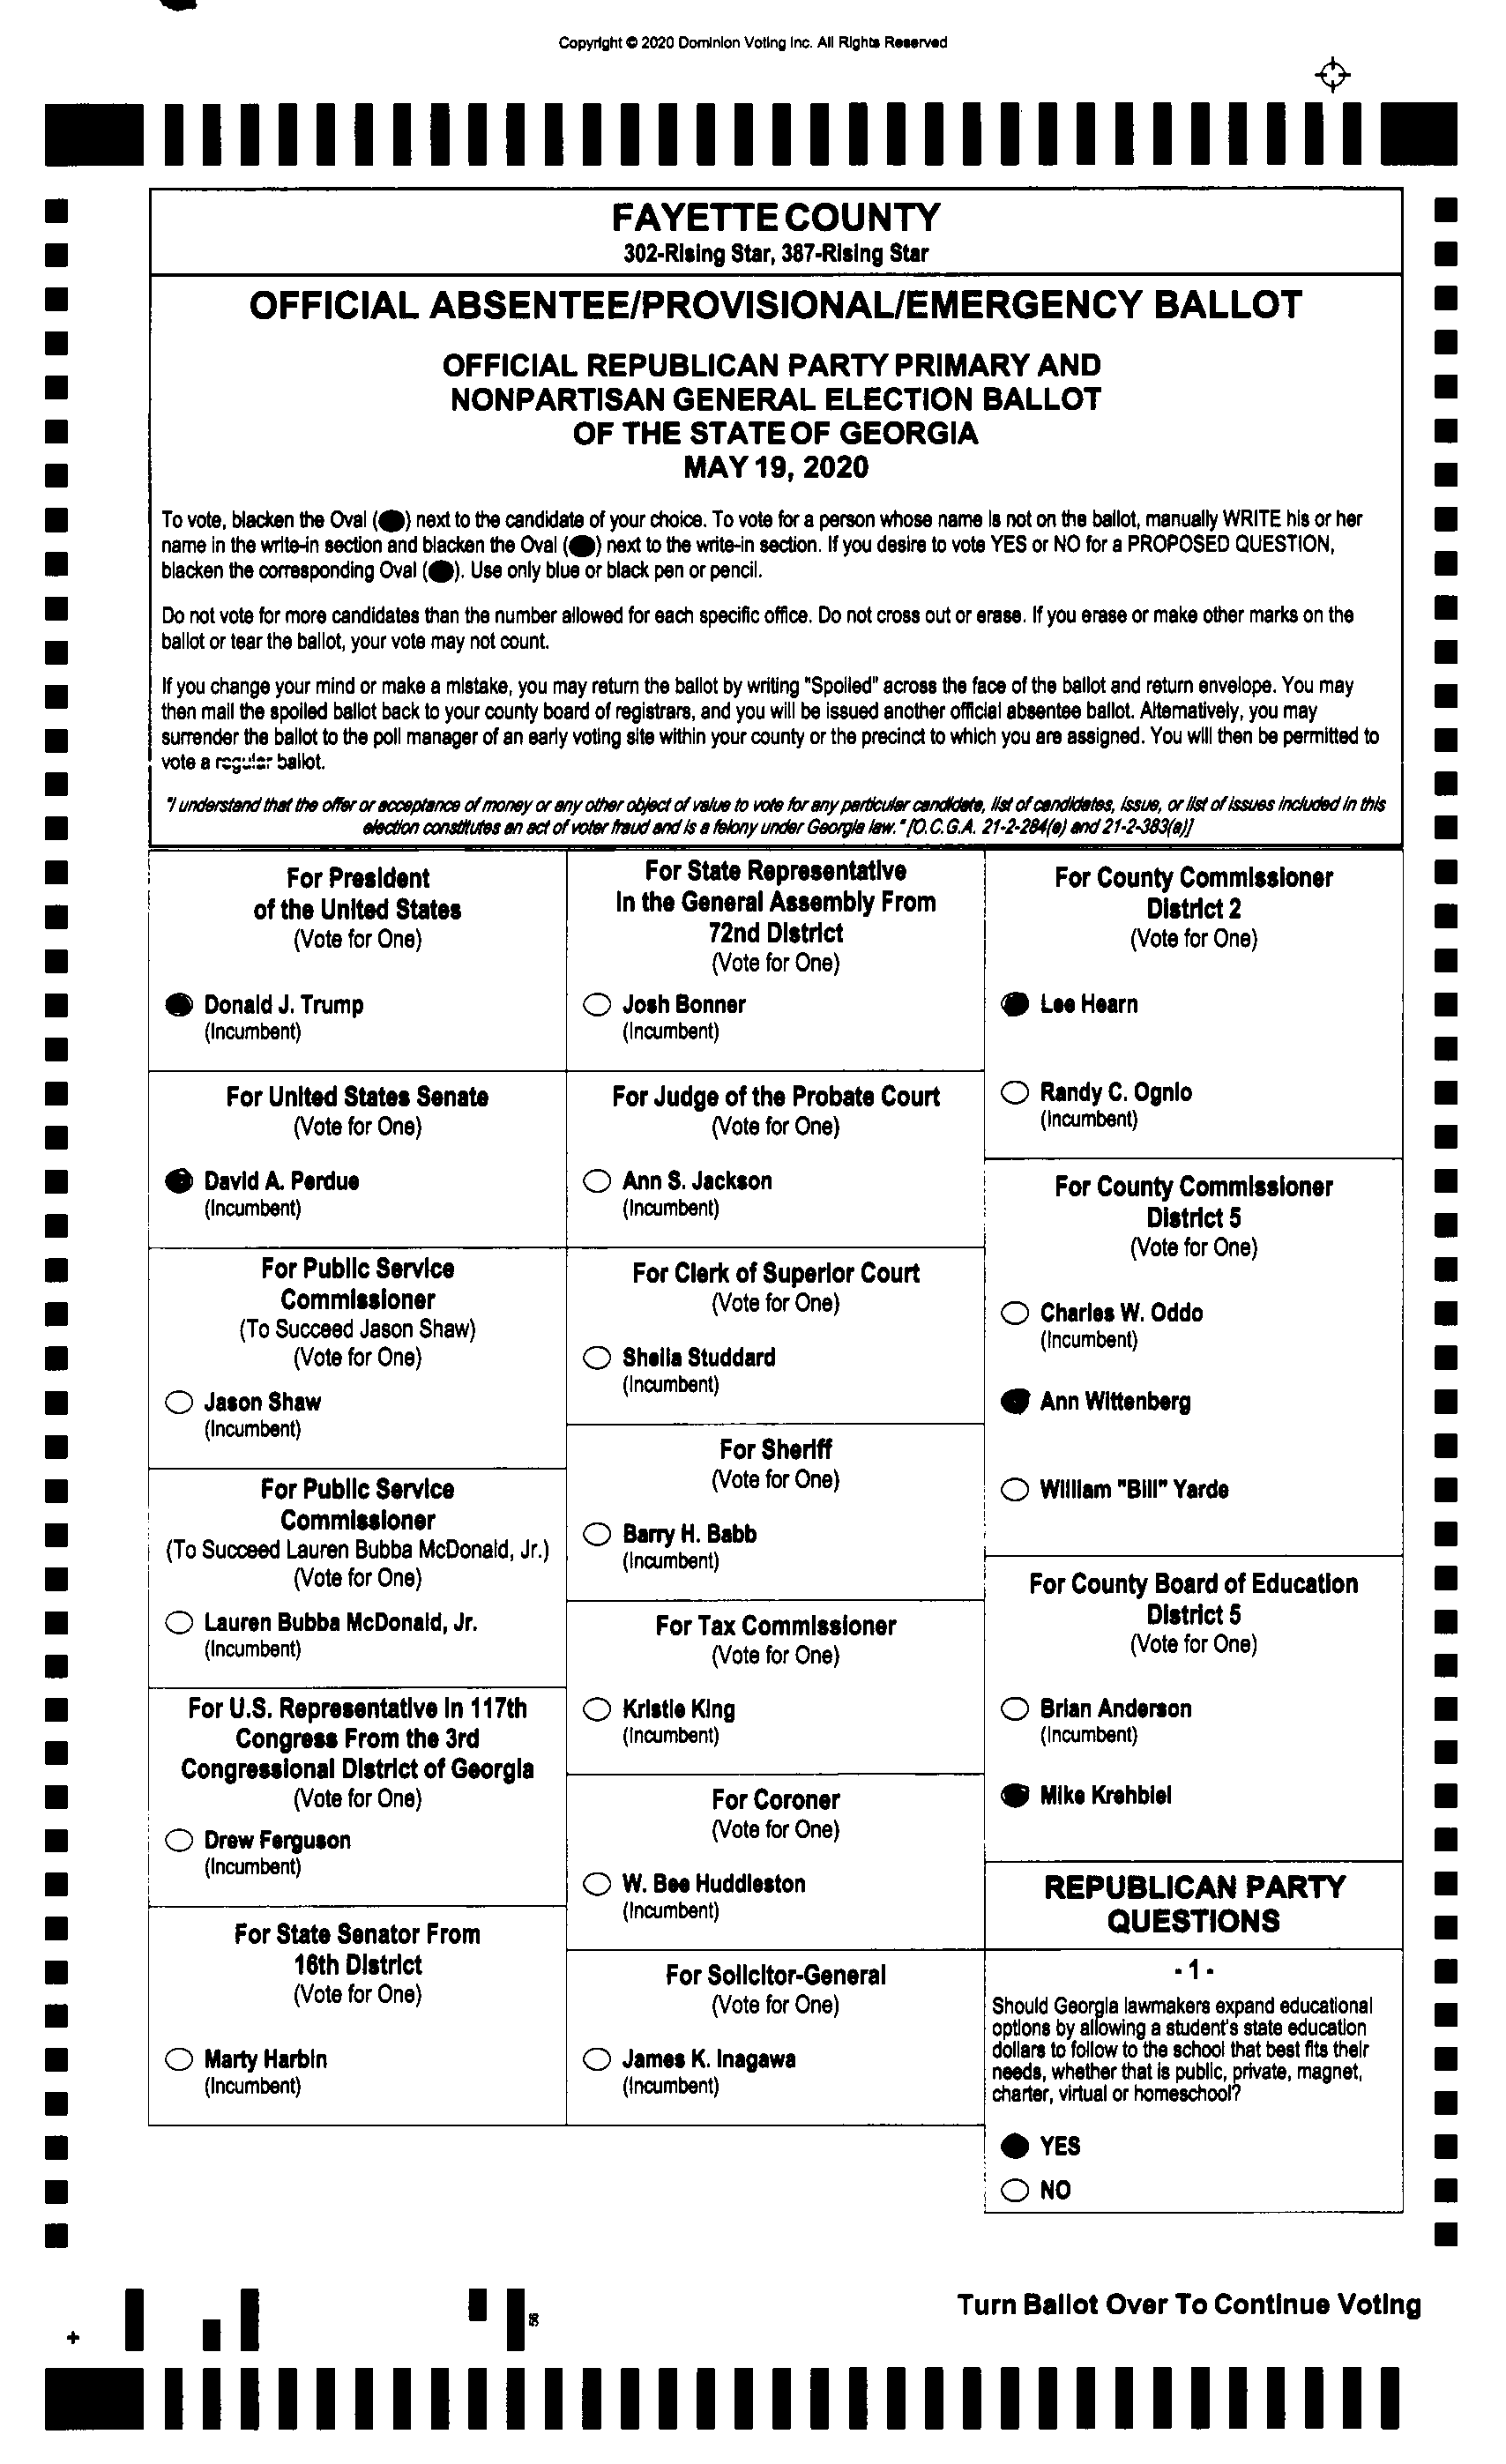 Copyright © 2020 Dominion Voting Inc. All Rights Reserved
FAYETTE COUNTY
302-Rising Star, 387-Rising Star
OFFICIAL ABSENTEE/PROVISIONAL/EMERGENCY BALLOT
OFFICIAL REPUBLICAN PARTY PRIMARY AND
NONPARTISAN GENERAL ELECTION BALLOT
OF THE STATE OF GEORGIA
MAY 19, 2020
To vote, blacken the Oval (●) next to the candidate of your choice. To vote for a person whose name is not on the ballot, manually WRITE his or her
name in the write-in section and blacken the Oval (●) next to the write-in section. If you desire to vote YES or NO for a PROPOSED QUESTION,
blacken the corresponding Oval (●). Use only blue or black pen or pencil.
Do not vote for more candidates than the number allowed for each specific office. Do not cross out or erase. If you erase or make other marks on the
ballot or tear the ballot, your vote may not count.
If you change your mind or make a mistake, you may return the ballot by writing "Spoiled" across the face of the ballot and return envelope. You may
then mail the spoiled ballot back to your county board of registrars, and you will be issued another official absentee ballot. Alternatively, you may
surrender the ballot to the poll manager of an early voting site within your county or the precinct to which you are assigned. You will then be permitted to
vote a regular ballot.
"I understand that the offer or acceptance of money or any other object of value to vote for any particular candidate, list of candidates, issue, or list of issues included in this
election constitutes an act of voter fraud and is a felony under Georgia law." [O.C.G.A. 21-2-284(e) and 21-2-383(a)]
For President
of the United States
(Vote for One)
Donald J. Trump
(Incumbent)
For United States Senate
(Vote for One)
David A. Perdue
(Incumbent)
For Public Service
Commissioner
(To Succeed Jason Shaw)
(Vote for One)
Jason Shaw
(Incumbent)
For Public Service
Commissioner
(To Succeed Lauren Bubba McDonald, Jr.)
(Vote for One)
Lauren Bubba McDonald, Jr.
(Incumbent)
For U.S. Representative in 117th
Congress From the 3rd
Congressional District of Georgia
(Vote for One)
Drew Ferguson
(Incumbent)
For State Senator From
16th District
(Vote for One)
Marty Harbin
(Incumbent)
For State Representative
In the General Assembly From
72nd District
(Vote for One)
Josh Bonner
(Incumbent)
For Judge of the Probate Court
(Vote for One)
Ann S. Jackson
(Incumbent)
For Clerk of Superior Court
(Vote for One)
Sheila Studdard
(Incumbent)
For Sheriff
(Vote for One)
Barry H. Babb
(Incumbent)
For Tax Commissioner
(Vote for One)
Kristie King
(Incumbent)
For Coroner
(Vote for One)
W. Bee Huddleston
(Incumbent)
For Solicitor-General
(Vote for One)
James K. Inagawa
(Incumbent)
For County Commissioner
District 2
(Vote for One)
Lee Hearn
Randy C. Ognio
(Incumbent)
For County Commissioner
District 5
(Vote for One)
Charles W. Oddo
(Incumbent)
Ann Wittenberg
William "Bill" Yarde
For County Board of Education
District 5
(Vote for One)
Brian Anderson
(Incumbent)
Mike Krehbiel
REPUBLICAN PARTY
QUESTIONS
- 1 -
Should Georgia lawmakers expand educational
options by allowing a student's state education
dollars to follow to the school that best fits their
needs, whether that is public, private, magnet,
charter, virtual or homeschool?
YES
NO
Turn Ballot Over To Continue Voting